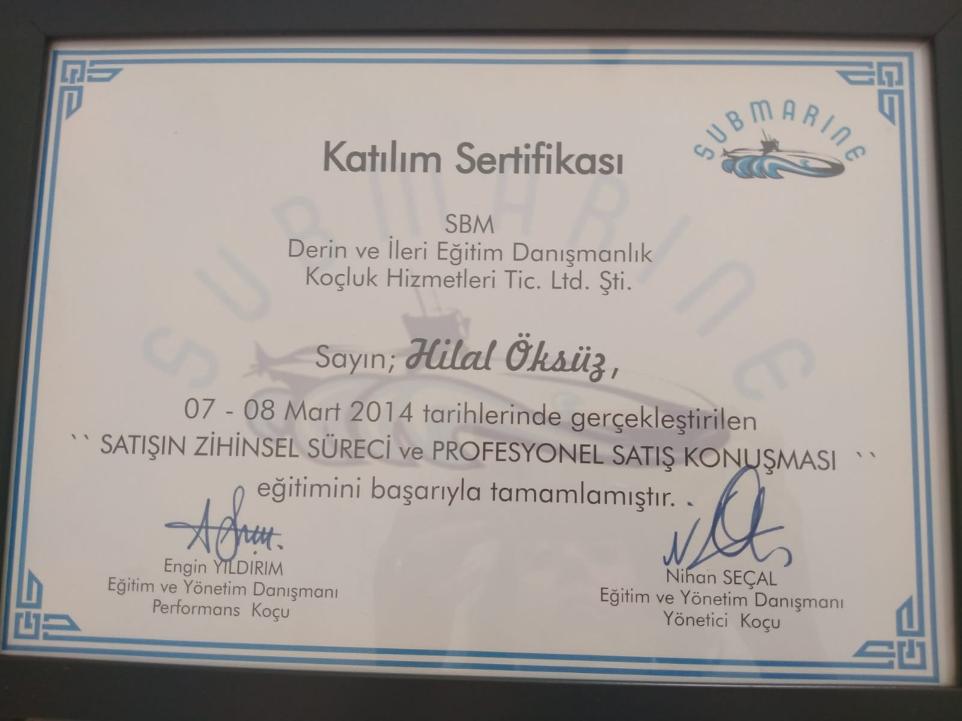 SUBMARINE
Katılım Sertifikası
SBM
Derin ve İleri Eğitim Danışmanlık
Koçluk Hizmetleri Tic. Ltd. Şti.
SUBMARINE
Sayın; Hilal Öksüz,
07 - 08 Mart 2014 tarihlerinde gerçekleştirilen
`` SATIŞIN ZİHİNSEL SÜRECİ ve PROFESYONEL SATIŞ KONUŞMASI ``
eğitimini başarıyla tamamlamıştır. .
Engin YILDIRIM
Eğitim ve Yönetim Danışmanı
Performans Koçu
Nihan SEÇAL
Eğitim ve Yönetim Danışmanı
Yönetici Koçu